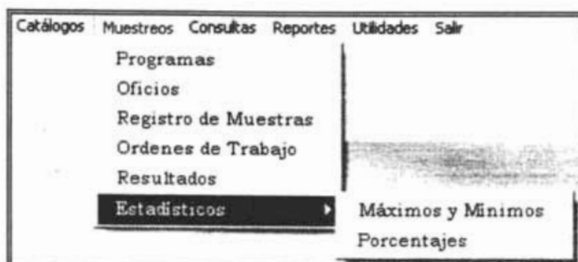 Catálogos Muestreos Consultas Reportes Utilidades Salir
Programas
Oficios
Registro de Muestras
Ordenes de Trabajo
Resultados
Estadísticos
Máximos y Mínimos
Porcentajes